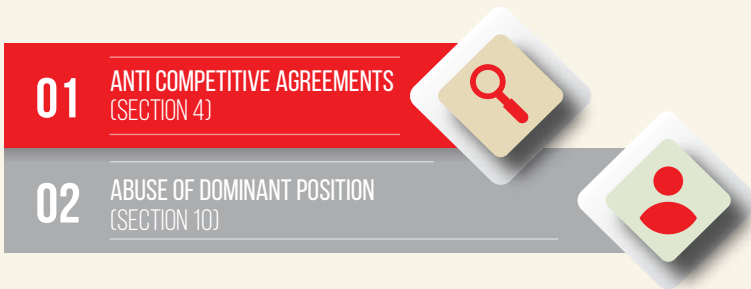 01
ANTI COMPETITIVE AGREEMENTS
(SECTION 4)
02
ABUSE OF DOMINANT POSITION
(SECTION 10)